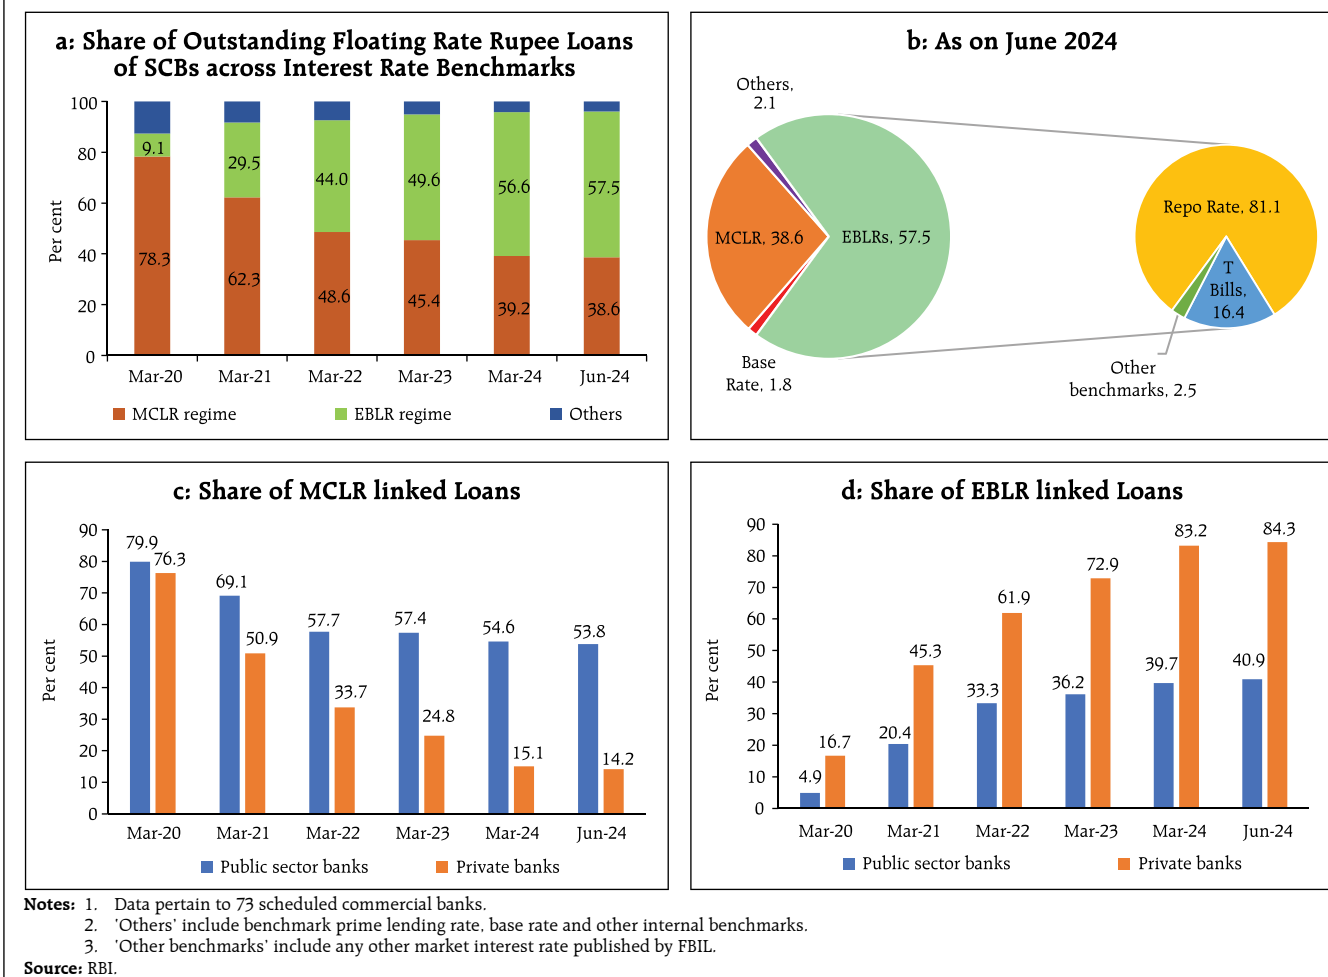 a: Share of Outstanding Floating Rate Rupee Loans
of SCBs across Interest Rate Benchmarks
Per cent
100
80
60
40
20
0
9.1
78.3
29.5
62.3
44.0
48.6
49.6
45.4
56.6
39.2
57.5
38.6
Mar-20 Mar-21 Mar-22 Mar-23 Mar-24 Jun-24
MCLR regime EBLR regime Others
b: As on June 2024
Others,
2.1
MCLR, 38.6
EBLRs, 57.5
Base
Rate, 1.8
Repo Rate, 81.1
T
Bills,
16.4
Other
benchmarks, 2.5
c: Share of MCLR linked Loans
Per cent
90
80
70
60
50
40
30
20
10
0
79.9
76.3
69.1
50.9
57.7
33.7
57.4
24.8
54.6
15.1
53.8
14.2
Mar-20 Mar-21 Mar-22 Mar-23 Mar-24 Jun-24
Public sector banks Private banks
d: Share of EBLR linked Loans
Per cent
90
80
70
60
50
40
30
20
10
0
4.9
16.7
20.4
45.3
33.3
61.9
36.2
72.9
39.7
83.2
40.9
84.3
Mar-20 Mar-21 Mar-22 Mar-23 Mar-24 Jun-24
Public sector banks Private banks
Notes: 1. Data pertain to 73 scheduled commercial banks.
2. 'Others' include benchmark prime lending rate, base rate and other internal benchmarks.
3. 'Other benchmarks' include any other market interest rate published by FBIL.
Source: RBI.